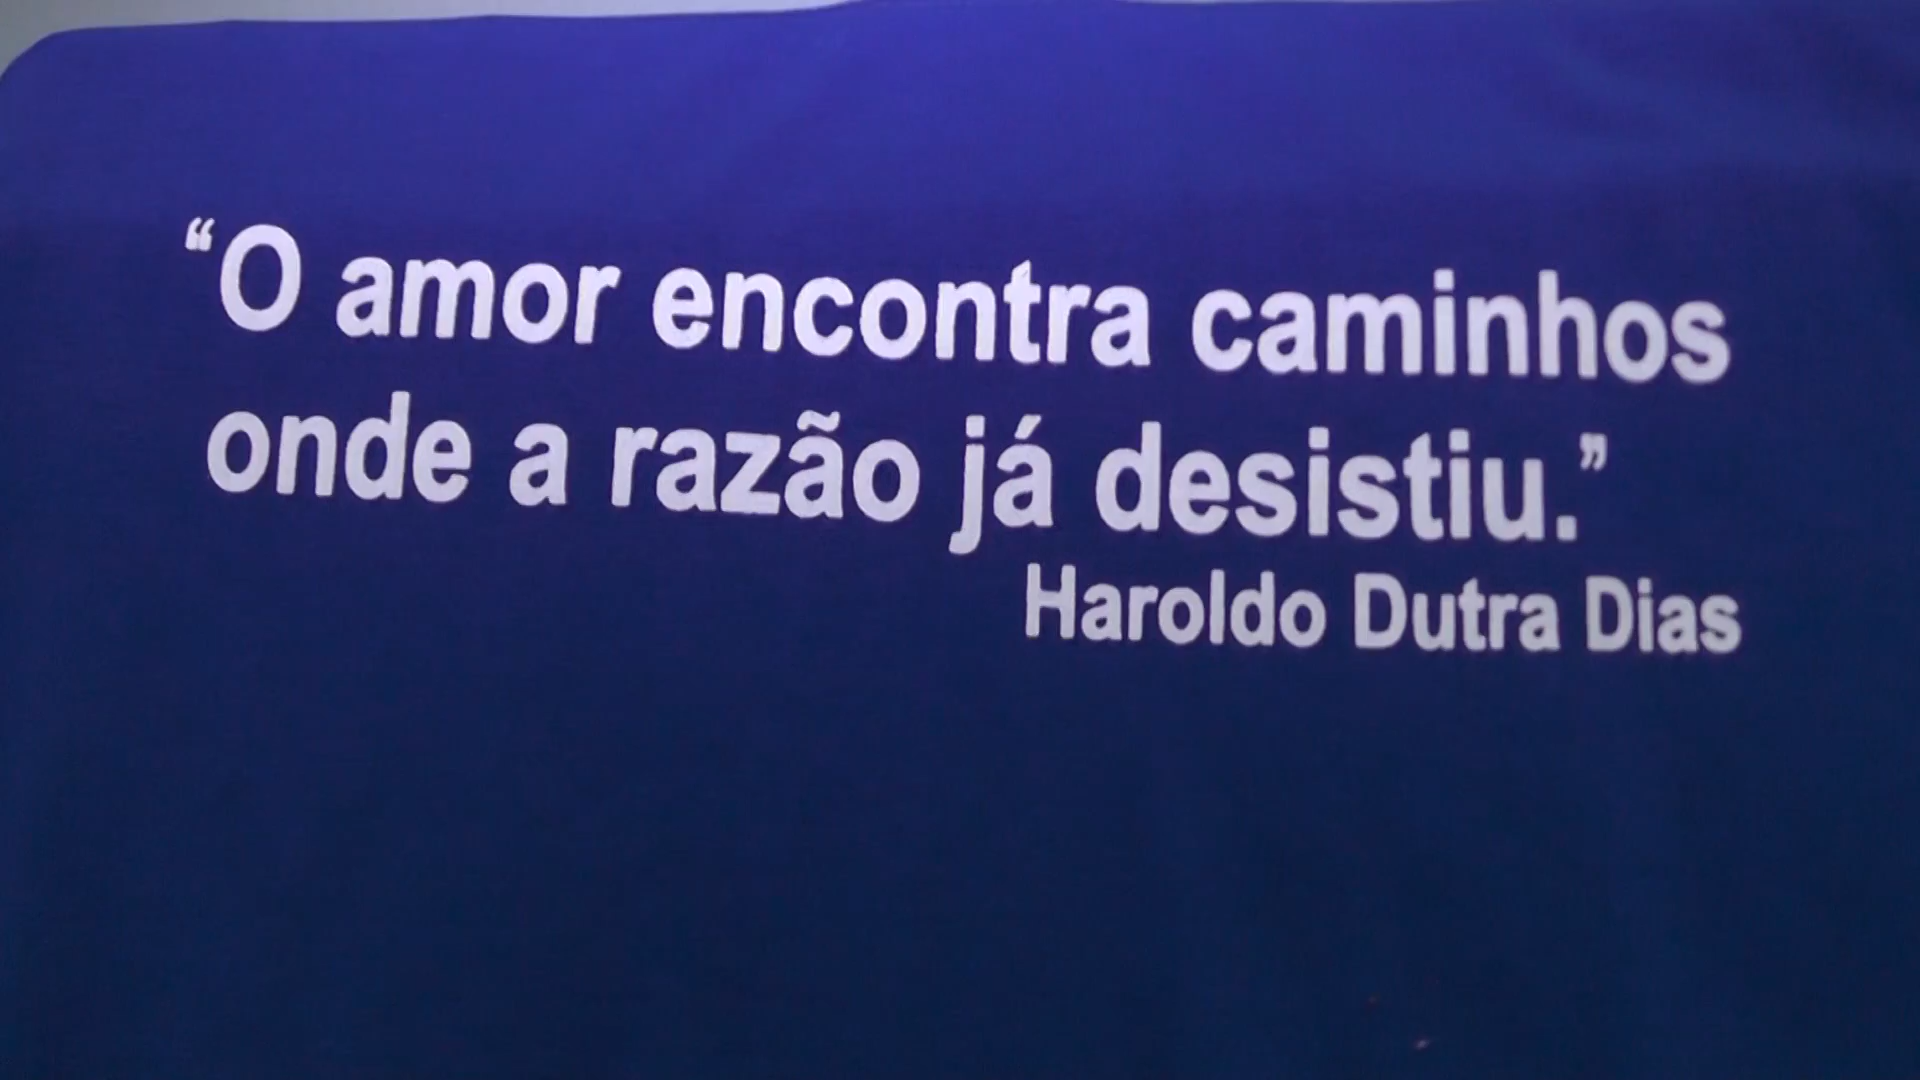 “O amor encontra caminhos
onde a razão já desistiu.”
Haroldo Dutra Dias